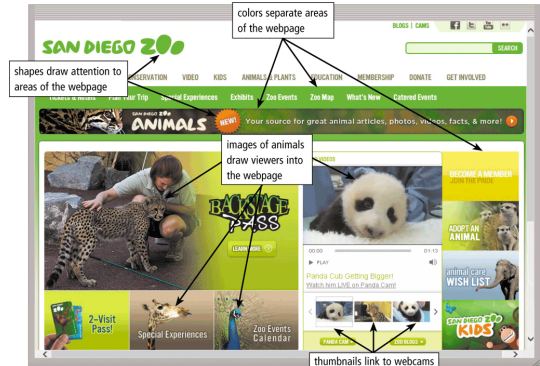 colors separate areas
of the webpage
BLOGS | CAMS
SAN DIEGO ZOO
SEARCH
shapes draw attention to
areas of the webpage
CONSERVATION VIDEO KIDS ANIMALS & PLANTS EDUCATION MEMBERSHIP DONATE GET INVOLVED
Tickets & Hotels Plan Your Trip Special Experiences Exhibits Zoo Events Zoo Map What's New Catered Events
SAN DIEGO ZOO
ANIMALS
NEW!
Your source for great animal articles, photos, videos, facts, & more!
images of animals
draw viewers into
the webpage
VIDEOS
BACKSTAGE
PASS
LEARN MORE
BECOME A MEMBER
JOIN THE PRIDE
ADOPT AN
ANIMAL
00:00 01:13
PLAY
Panda Cub Getting Bigger!
Watch him LIVE on Panda Cam!
animal care
WISH LIST
2-Visit
Pass!
Special Experiences
Zoo Events
Calendar
SAN DIEGO ZOO
KIDS
PANDA CAM
ZOO BLOGS
thumbnails link to webcams